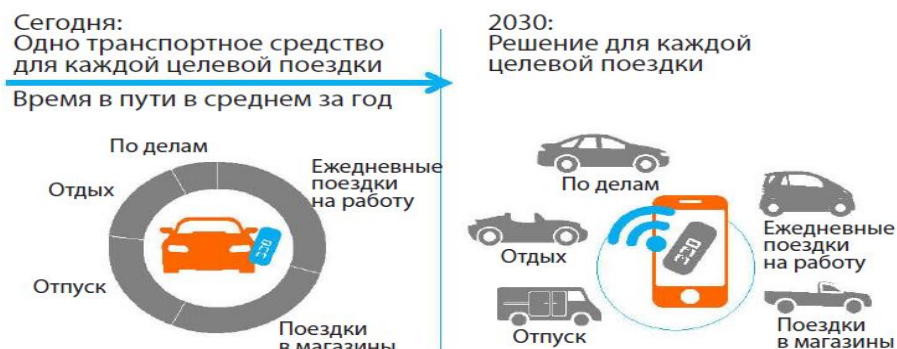 Сегодня:
Одно транспортное средство
для каждой целевой поездки
Время в пути в среднем за год
По делам
Отдых
Ежедневные
поездки
на работу
Отпуск
Поездки
в магазины
2030:
Решение для каждой
целевой поездки
По делам
Отдых
Ежедневные
поездки
на работу
Отпуск
Поездки
в магазины